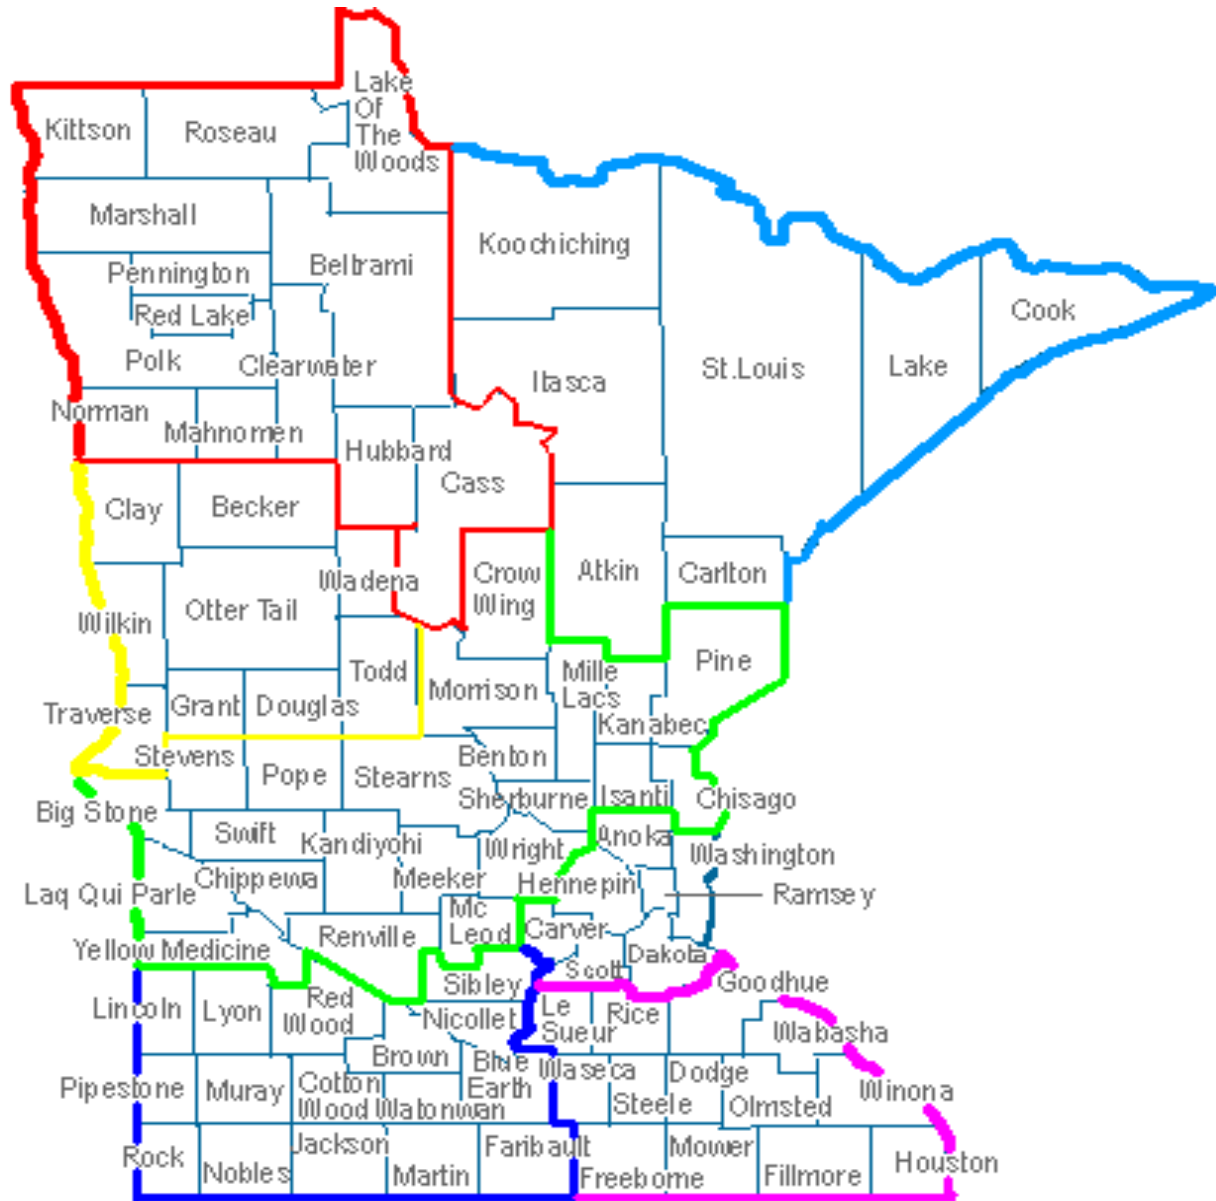 Lake
Of
The
Woods
Kittson
Roseau
Marshall
Koochiching
Beltrami
Pennington
Red Lake
Cook
Polk
Clearwater
St.Louis
Lake
Itasca
Norman
Mahnomen
Hubbard
Cass
Clay
Becker
Wadena
Crow
Wing
Atkin
Carlton
Wilkin
Otter Tail
Todd
Morrison
Mille
Lacs
Pine
Traverse
Grant
Douglas
Kanabec
Stevens
Pope
Stearns
Benton
Big Stone
Sherburne
Isanti
Chisago
Swift
Kandiyohi
Wright
Anoka
Washington
Laq Qui Parle
Chippewa
Meeker
Hennepin
Ramsey
Mc
Leod
Carver
Yellow Medicine
Renville
Dakota
Scott
Sibley
Goodhue
Lincoln
Lyon
Red
Wood
Nicollet
Le
Sueur
Rice
Wabasha
Brown
Blue
Earth
Waseca
Dodge
Pipestone
Muray
Cotton
Wood
Watonwan
Steele
Olmsted
Winona
Rock
Nobles
Jackson
Martin
Faribault
Freeborne
Mower
Fillmore
Houston